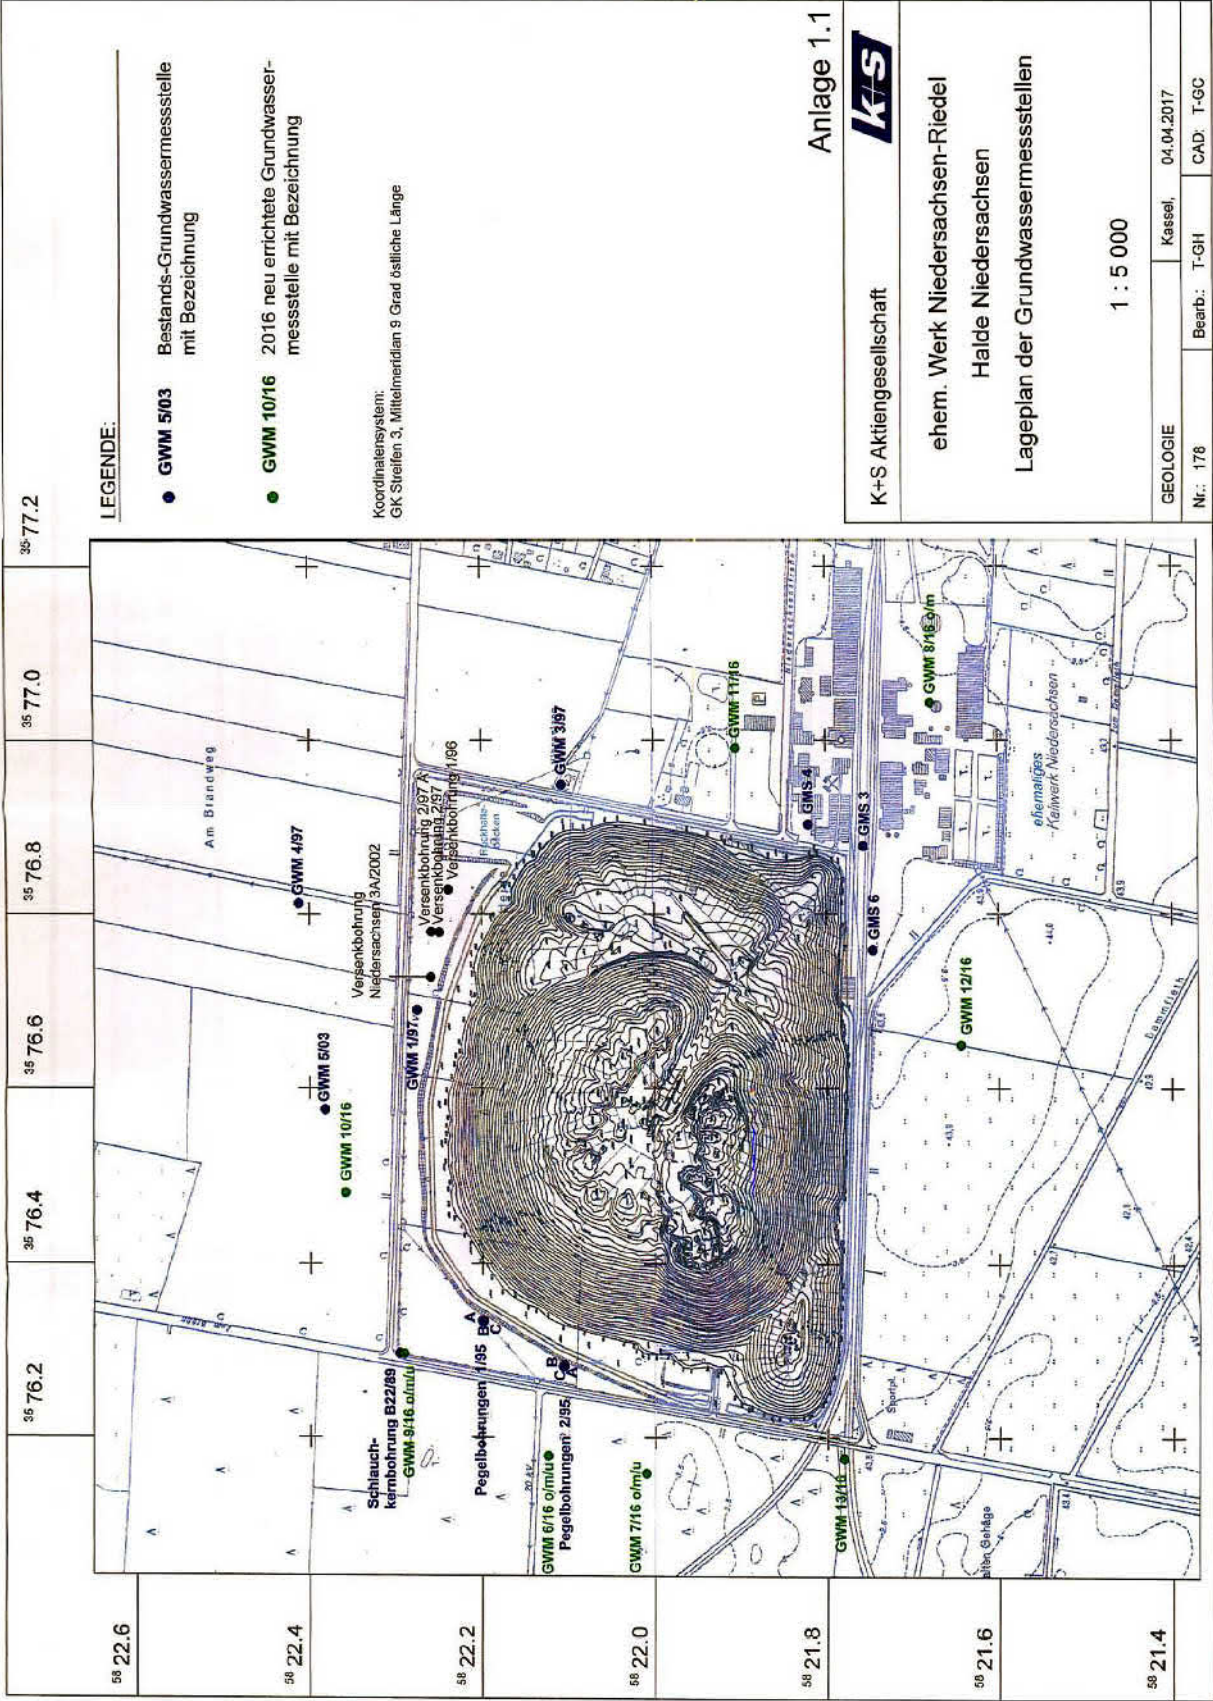 35 76.2
35 76.4
35 76.6
35 76.8
35 77.0
35 77.2
58 22.6
58 22.4
58 22.2
58 22.0
58 21.8
58 21.6
58 21.4
Am Brandweg
GWM 4/97
GWM 5/03
GWM 10/16
Versenkbohrung
Niedersachsen 3A/2002
Versenkbohrung 2/97 A
Versenkbohrung 2/97
Versenkbohrung 1/96
GWM 1/97
Schlauch-
kernbohrung B22/89
GWM 9/16 o/m/u
Pegelbohrungen 1/95
A
B
C
GWM 6/16 o/m/u
Pegelbohrungen 2/95
B
C
A
20 kV
GWM 7/16 o/m/u
GWM 3/97
GWM 11/16
P
GMS 4
GMS 3
GMS 6
GWM 8/16 o/m
GWM 12/16
GWM 13/16
ehemaliges
Kaliwerk Niedersachsen
Sportpl.
Dammfleth
alten Gehäge
LEGENDE:
GWM 5/03 Bestands-Grundwassermessstelle
mit Bezeichnung
GWM 10/16 2016 neu errichtete Grundwasser-
messstelle mit Bezeichnung
Koordinatensystem:
GK Streifen 3, Mittelmeridian 9 Grad östliche Länge
Anlage 1.1
K+S Aktiengesellschaft
k+s
ehem. Werk Niedersachsen-Riedel
Halde Niedersachsen
Lageplan der Grundwassermessstellen
1 : 5 000
GEOLOGIE
Kassel, 04.04.2017
Nr.: 178
Bearb.: T-GH
CAD: T-GC